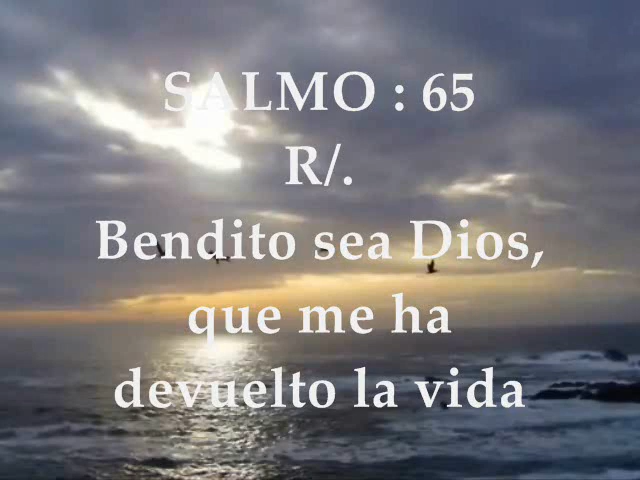 SALMO : 65
R/.
Bendito sea Dios,
que me ha
devuelto la vida